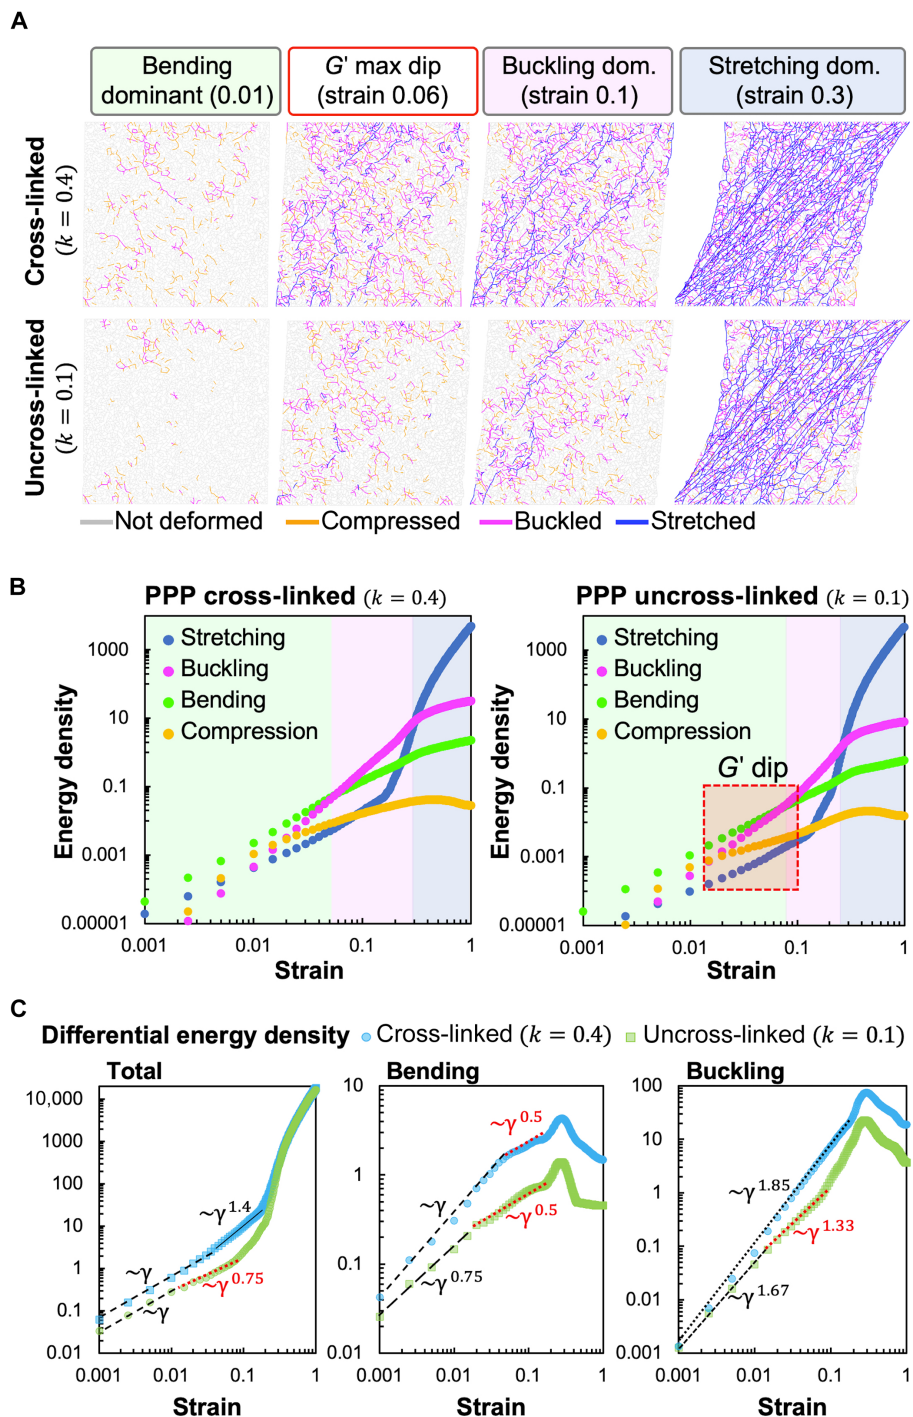 A
Bending dominant (0.01)
G' max dip (strain 0.06)
Buckling dom. (strain 0.1)
Stretching dom. (strain 0.3)
Cross-linked (k = 0.4)
Uncross-linked (k = 0.1)
Not deformed Compressed Buckled Stretched
B
PPP cross-linked (k = 0.4)
Energy density
1000
10
0.1
0.001
0.00001
Stretching
Buckling
Bending
Compression
0.001 0.01 0.1 1
Strain
PPP uncross-linked (k = 0.1)
Energy density
1000
10
0.1
0.001
0.00001
Stretching
Buckling
Bending
Compression
G' dip
0.001 0.01 0.1 1
Strain
C
Differential energy density Cross-linked (k = 0.4) Uncross-linked (k = 0.1)
Total
10,000
1000
100
10
1
0.1
0.01
~γ^1.4
~γ
~γ^0.75
~γ
0.001 0.01 0.1 1
Strain
Bending
10
1
0.1
0.01
~γ^0.5
~γ
~γ^0.5
~γ^0.75
0.001 0.01 0.1 1
Strain
Buckling
100
10
1
0.1
0.01
0.001
~γ^1.85
~γ^1.33
~γ^1.67
0.001 0.01 0.1 1
Strain